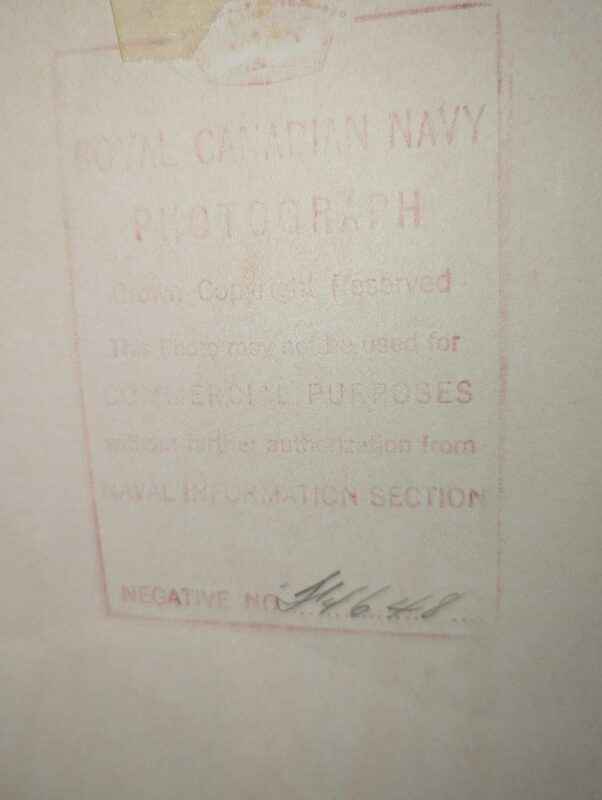 ROYAL CANADIAN NAVY
PHOTOGRAPH
Crown Copyright Reserved
This Photo may not be used for
COMMERCIAL PURPOSES
without further authorization from
NAVAL INFORMATION SECTION
NEGATIVE NO.